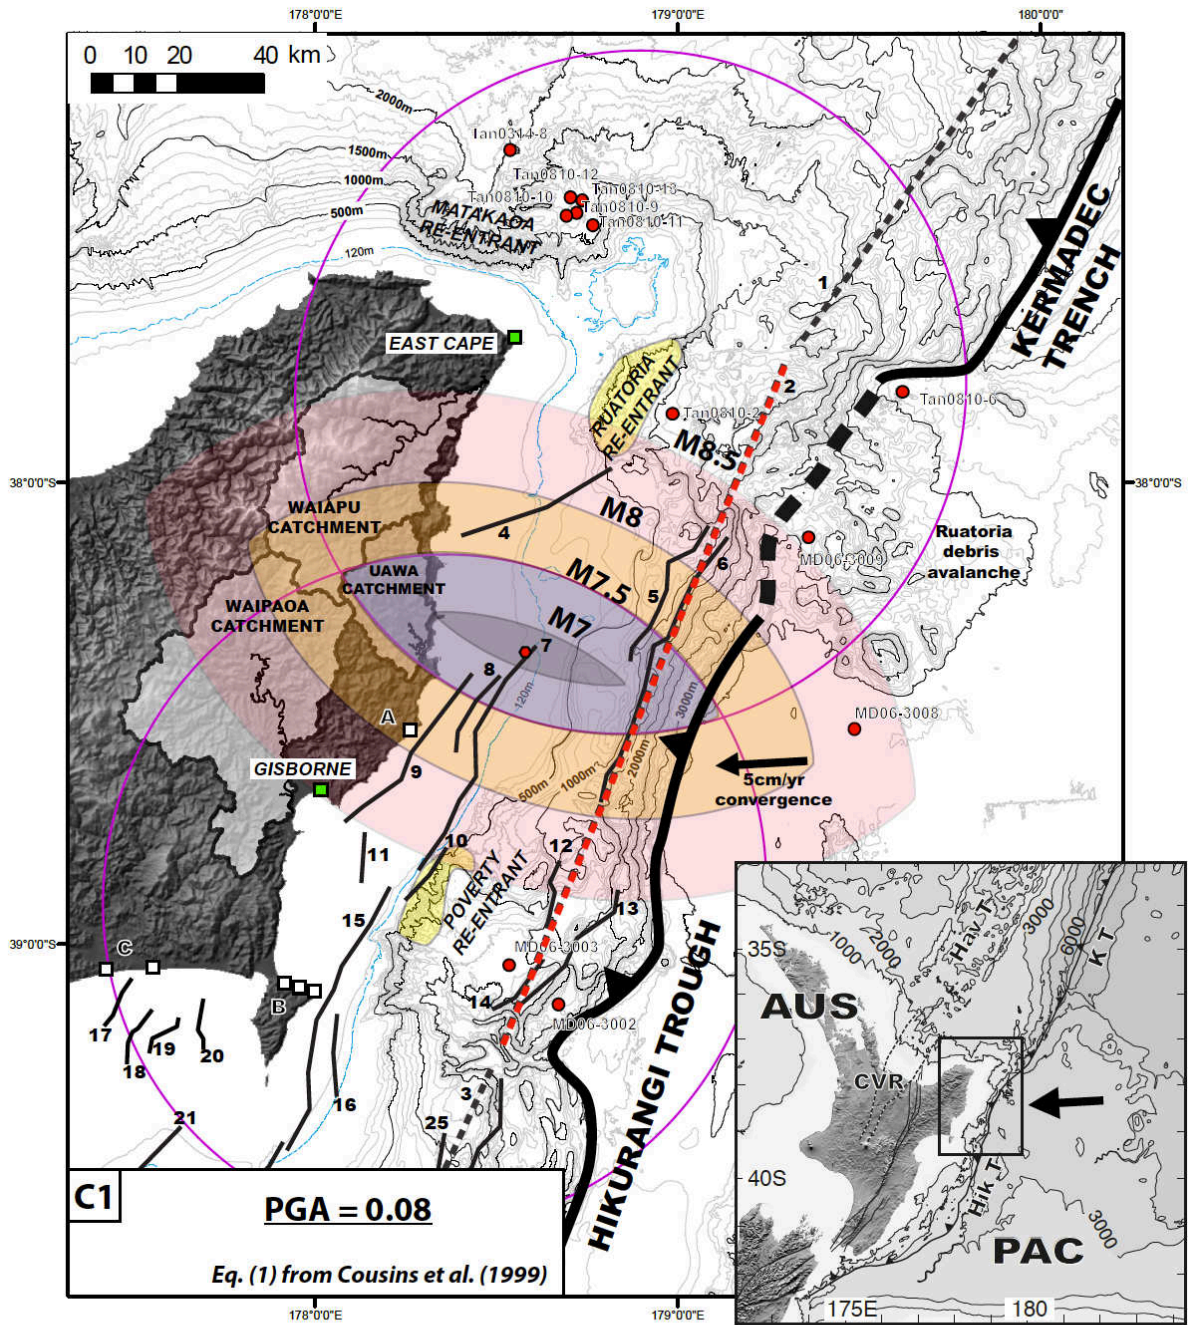 178°0'0"E
179°0'0"E
180°0'0"
0 10 20 40 km
2000m
1500m
1000m
500m
120m
Tan0314-8
Tan0810-12
Tan0810-13
Tan0810-10
Tan0810-9
Tan0810-11
MATAKAOA
RE-ENTRANT
KERMADEC
TRENCH
1
EAST CAPE
2
RUATORIA
RE-ENTRANT
Tan0810-2
Tan0810-6
M8.5
38°0'0"S
38°0'0"S
WAIAPU
CATCHMENT
M8
4
Ruatoria
debris
avalanche
MD06-3009
6
UAWA
CATCHMENT
M7.5
5
WAIPAOA
CATCHMENT
M7
7
8
120m
3000m
A
MD06-3008
GISBORNE
9
500m
1000m
2000m
5cm/yr
convergence
10
11
12
POVERTY
RE-ENTRANT
13
15
39°0'0"S
C
MD06-3003
14
B
MD06-3002
17
18
19
20
16
3
21
25
HIKURANGI TROUGH
C1
PGA = 0.08
Eq. (1) from Cousins et al. (1999)
178°0'0"E
179°0'0"E
35S
1000
2000
Hav T
3000
6000
K T
AUS
CVR
40S
Hik T
3000
PAC
175E
180